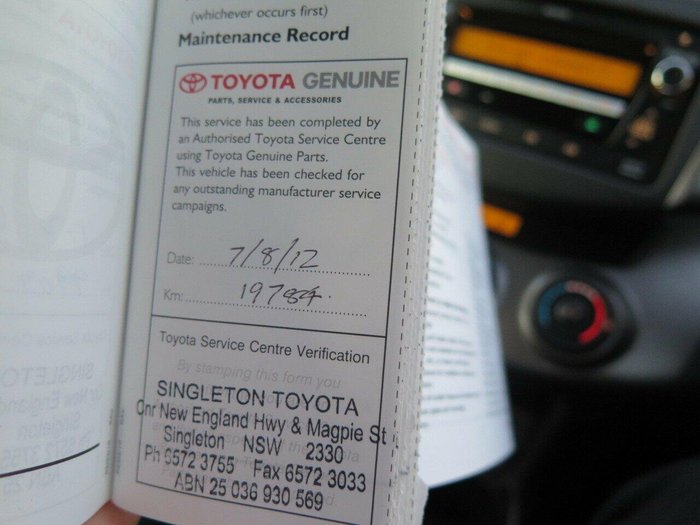 (whichever occurs first)
Maintenance Record
TOYOTA GENUINE
PARTS, SERVICE & ACCESSORIES
This service has been completed by
an Authorised Toyota Service Centre
using Toyota Genuine Parts.
This vehicle has been checked for
any outstanding manufacturer service
campaigns.
Date: 7/8/12
Km: 19784.
Toyota Service Centre Verification
By stamping this form you
SINGLETON TOYOTA
Cnr New England Hwy & Magpie St
Singleton NSW 2330
Ph 6572 3755 Fax 6572 3033
ABN 25 036 930 569